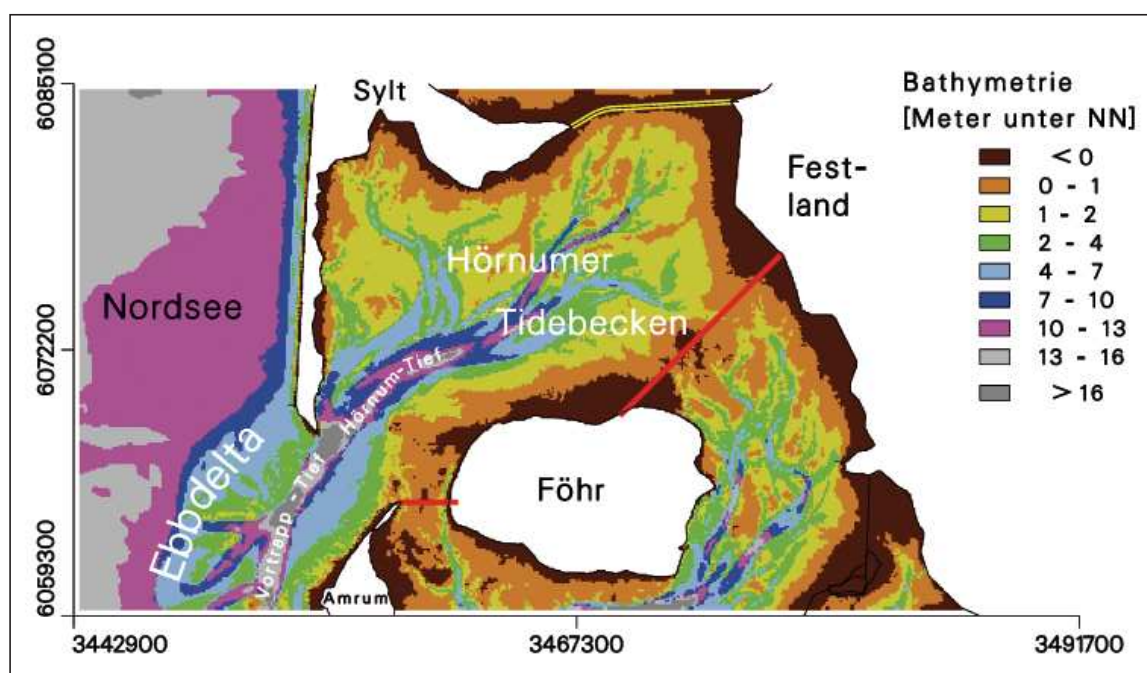 6085100
6072200
6059300
3442900
3467300
3491700
Sylt
Nordsee
Hörnumer
Tidebecken
Hörnum-Tief
Vortrapp-Tief
Ebbdelta
Föhr
Amrum
Fest-
land
Bathymetrie
[Meter unter NN]
< 0
0 - 1
1 - 2
2 - 4
4 - 7
7 - 10
10 - 13
13 - 16
> 16